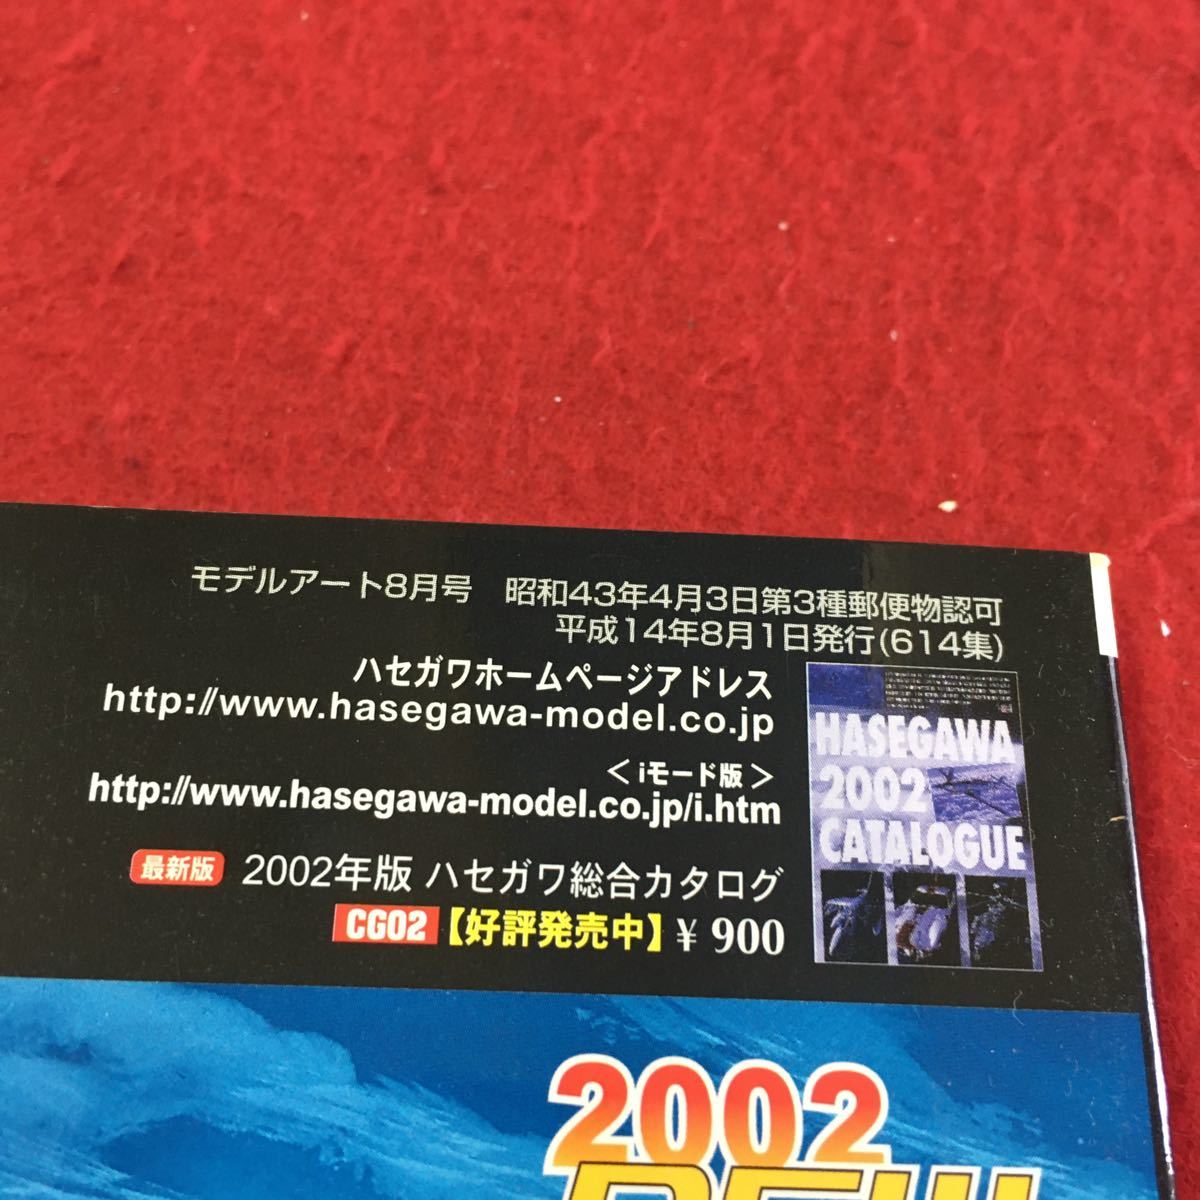 モデルアート8月号 昭和43年4月3日第3種郵便物認可
平成14年8月1日発行(614集)
ハセガワホームページアドレス
http://www.hasegawa-model.co.jp
<iモード版>
http://www.hasegawa-model.co.jp/i.htm
最新版 2002年版 ハセガワ総合カタログ
CG02 【好評発売中】 ¥ 900
HASEGAWA
2002
CATALOGUE
2002
NEW